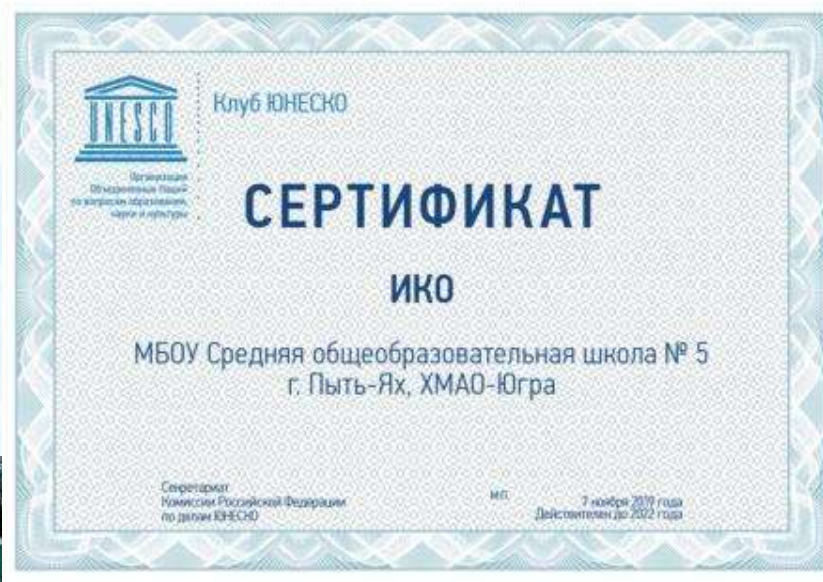 UNESCO
Организация
Объединенных Наций
по вопросам образования,
науки и культуры
Клуб ЮНЕСКО
СЕРТИФИКАТ
ИКО
МБОУ Средняя общеобразовательная школа № 5
г. Пыть-Ях, ХМАО-Югра
Секретариат
Комиссии Российской Федерации
по делам ЮНЕСКО
м.п.
7 ноября 2019 года
Действителен до 2022 года